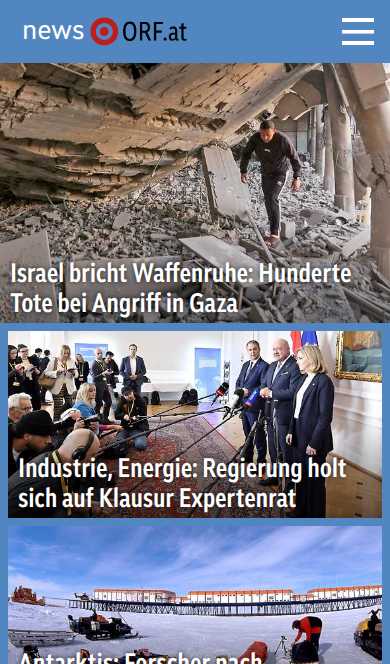 news ORF.at
Israel bricht Waffenruhe: Hunderte
Tote bei Angriff in Gaza
Industrie, Energie: Regierung holt
sich auf Klausur Expertenrat
Antarktis: Forscher nach